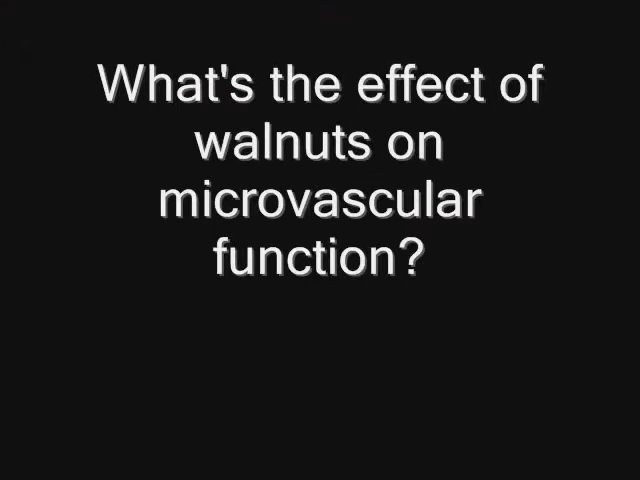 What's the effect of
walnuts on
microvascular
function?